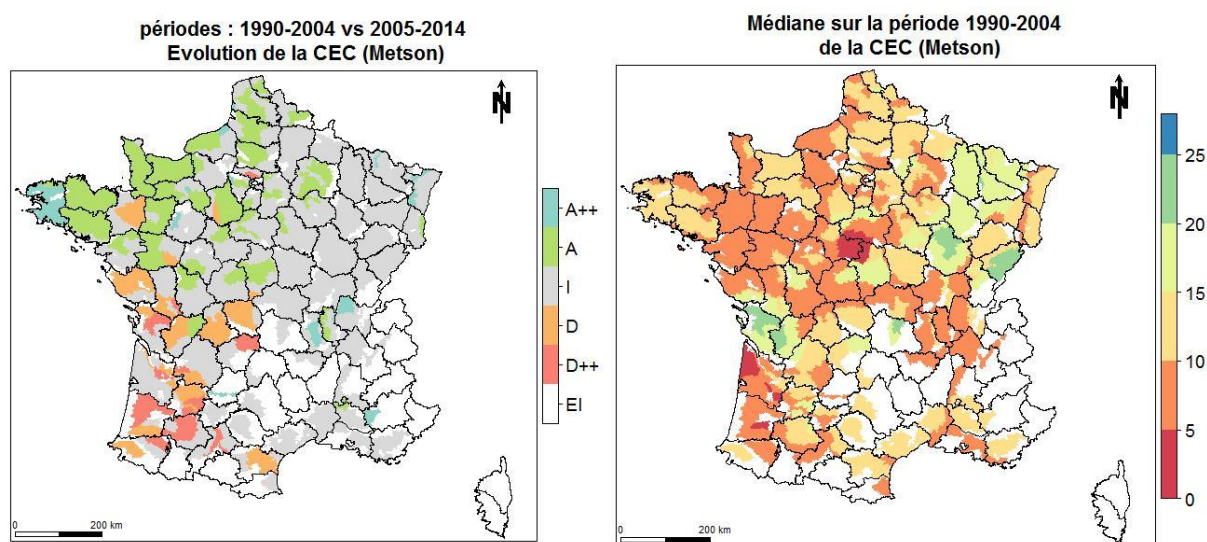 périodes : 1990-2004 vs 2005-2014
Evolution de la CEC (Metson)
N
A++
A
I
D
D++
EI
0 200 km
Médiane sur la période 1990-2004
de la CEC (Metson)
N
25
20
15
10
5
0
0 200 km